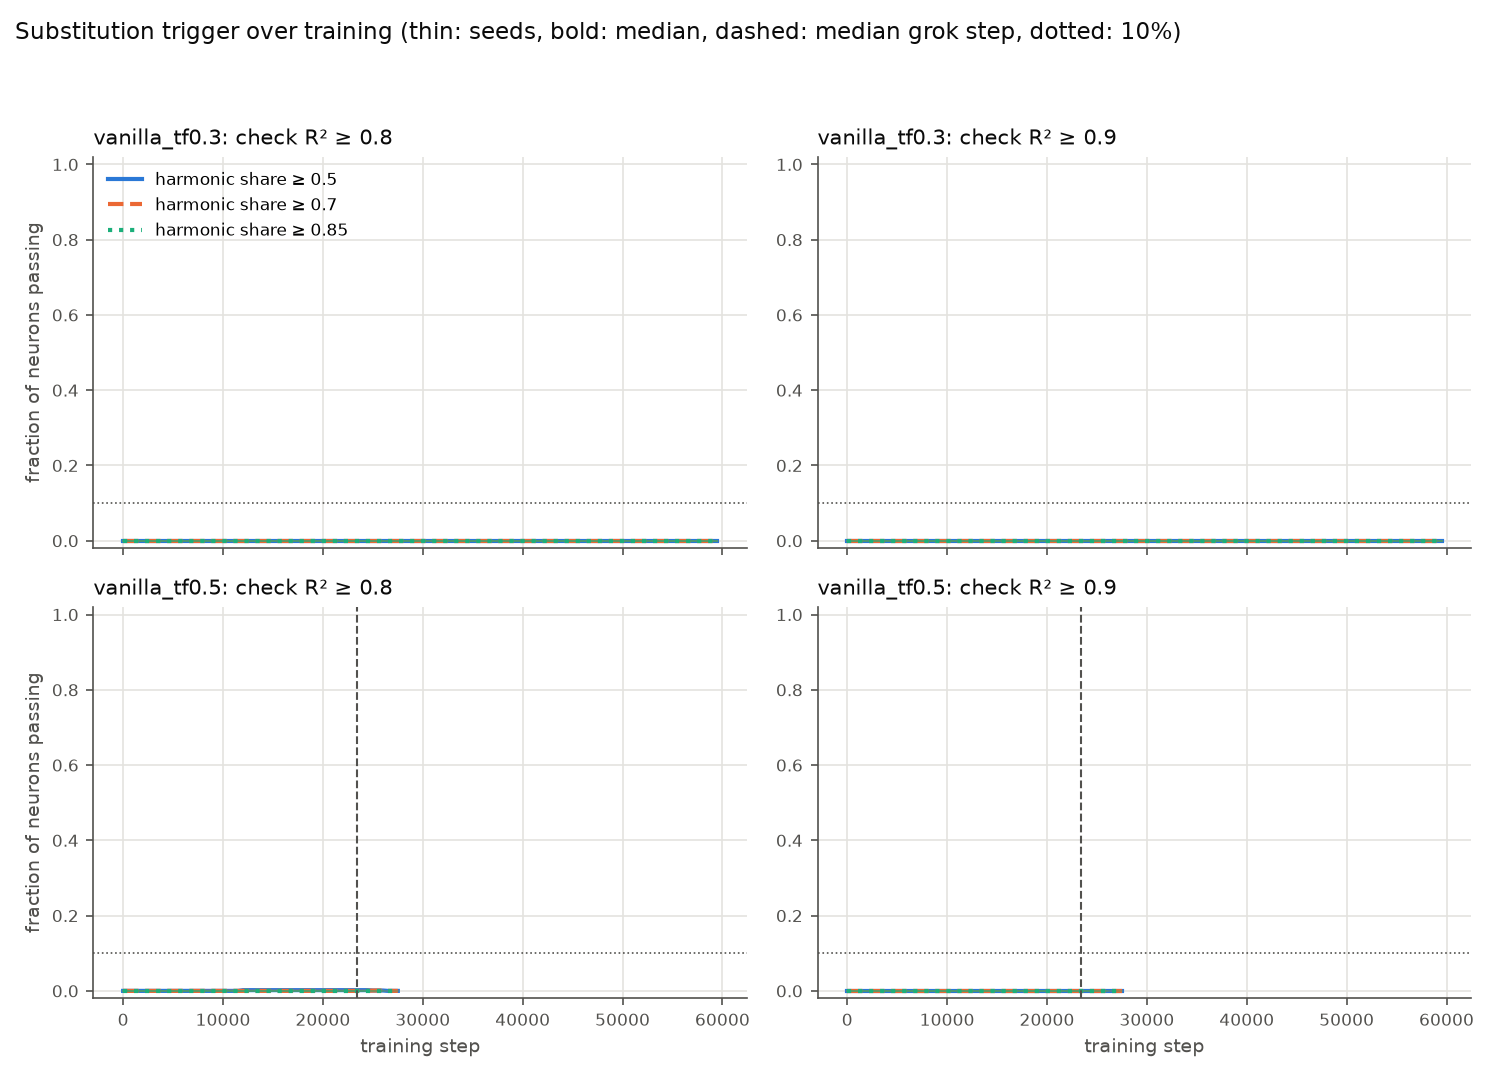 Substitution trigger over training (thin: seeds, bold: median, dashed: median grok step, dotted: 10%)
vanilla_tf0.3: check R² ≥ 0.8
1.0
0.8
0.6
0.4
0.2
0.0
fraction of neurons passing
harmonic share ≥ 0.5
harmonic share ≥ 0.7
harmonic share ≥ 0.85
vanilla_tf0.3: check R² ≥ 0.9
1.0
0.8
0.6
0.4
0.2
0.0
vanilla_tf0.5: check R² ≥ 0.8
1.0
0.8
0.6
0.4
0.2
0.0
fraction of neurons passing
0 10000 20000 30000 40000 50000 60000
training step
vanilla_tf0.5: check R² ≥ 0.9
1.0
0.8
0.6
0.4
0.2
0.0
0 10000 20000 30000 40000 50000 60000
training step